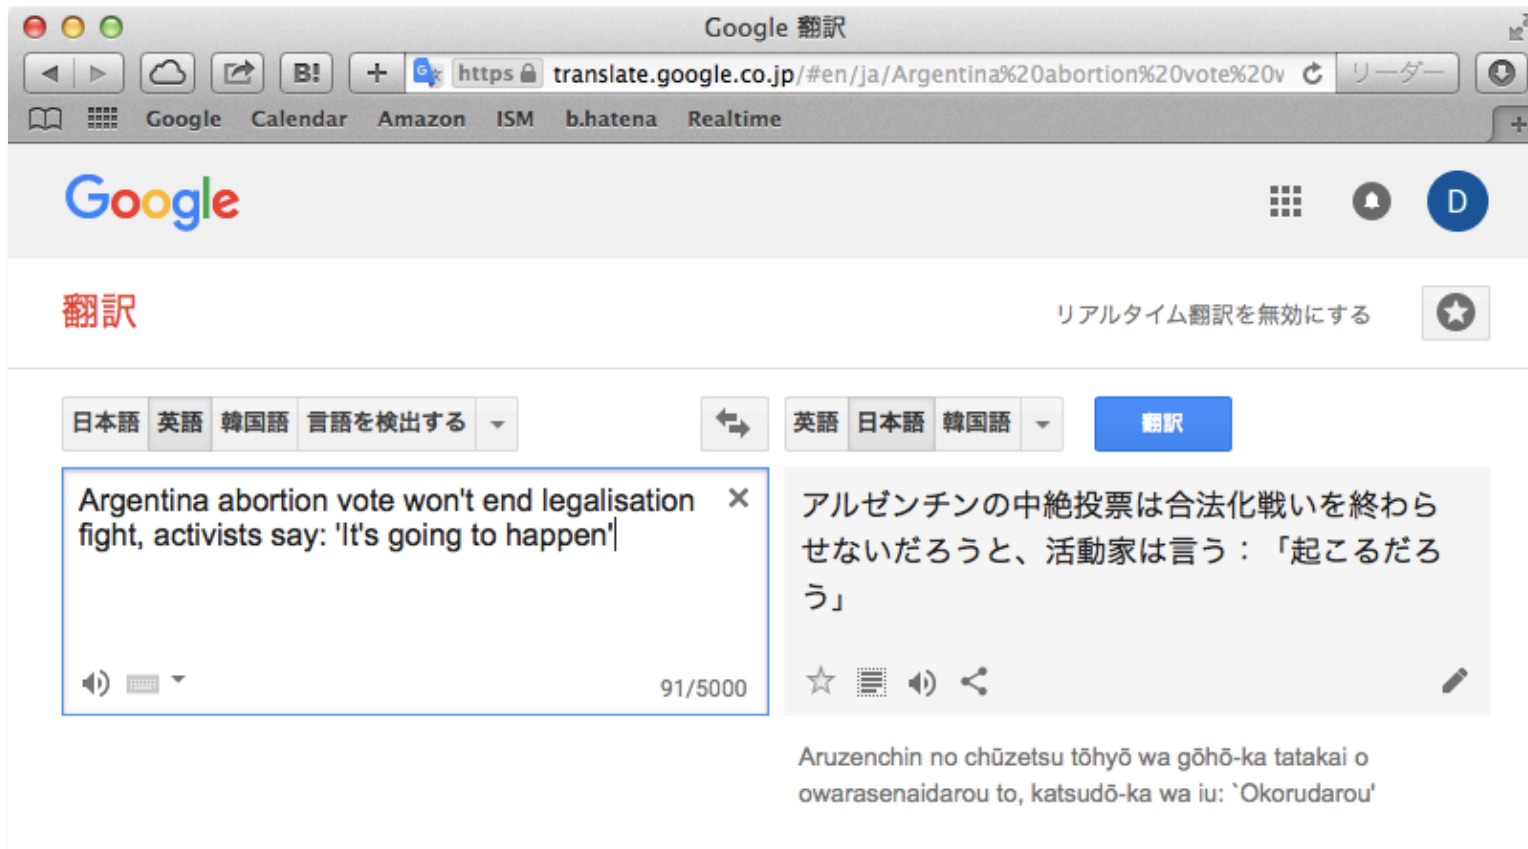 Google 翻訳
B!
+
https translate.google.co.jp/#en/ja/Argentina%20abortion%20vote%20v
リーダー
Google Calendar Amazon ISM b.hatena Realtime
+
Google
D
翻訳
リアルタイム翻訳を無効にする
日本語 英語 韓国語 言語を検出する
英語 日本語 韓国語
翻訳
Argentina abortion vote won't end legalisation
fight, activists say: 'It's going to happen'
91/5000
アルゼンチンの中絶投票は合法化戦いを終わら
せないだろうと、活動家は言う：「起こるだろ
う」
Aruzenchin no chūzetsu tōhyō wa gōhō-ka tatakai o
owarasenaidarou to, katsudō-ka wa iu: `Okorudarou'